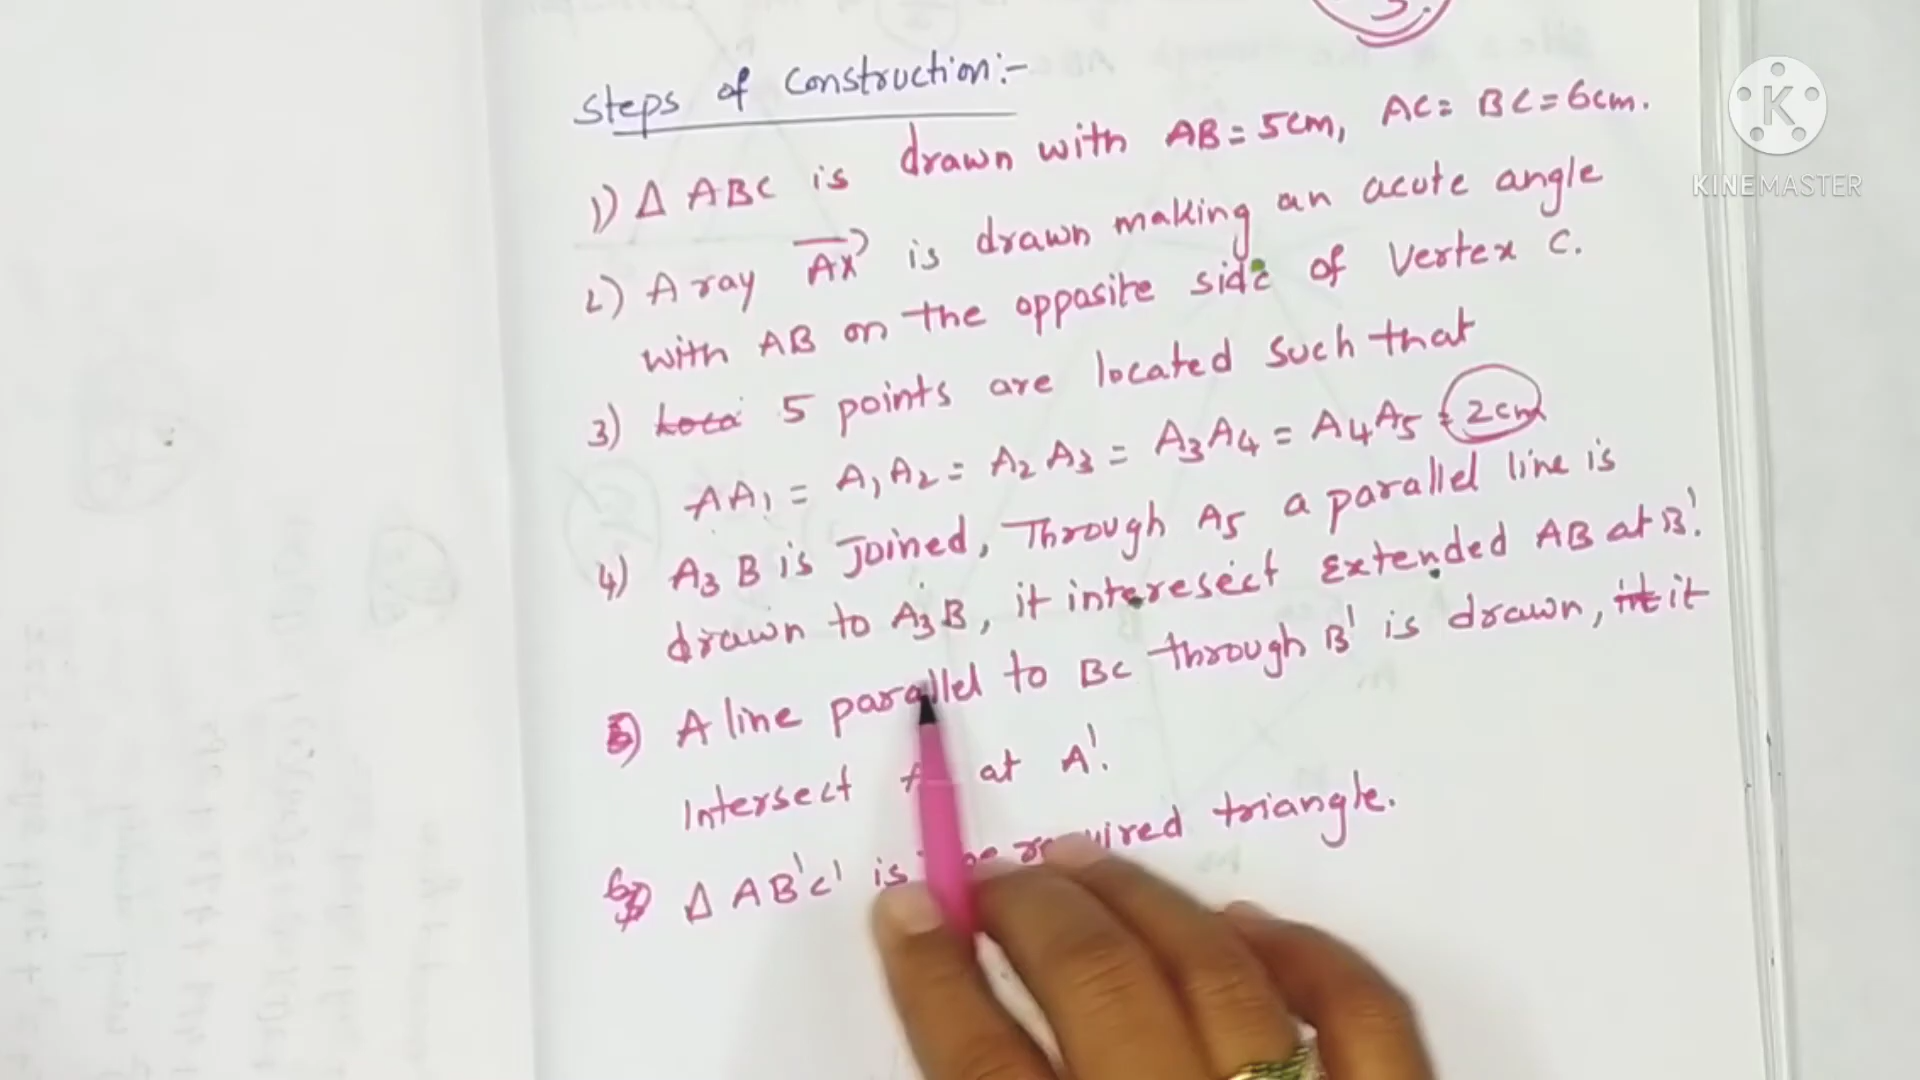 Steps of Construction:-
1) Δ ABC is drawn with AB = 5cm, AC = BC = 6cm.
2) A ray AX is drawn making an acute angle
with AB on the opposite side of Vertex C.
3) 5 points are located such that
AA1 = A1A2 = A2A3 = A3A4 = A4A5 = 2cm
4) A3B is Joined, Through A5 a parallel line is
drawn to A3B, it interesect Extended AB at B'.
5) A line parallel to BC through B' is drawn, it
Intersect at A'.
6) Δ AB'C' is required triangle.
KINEMASTER